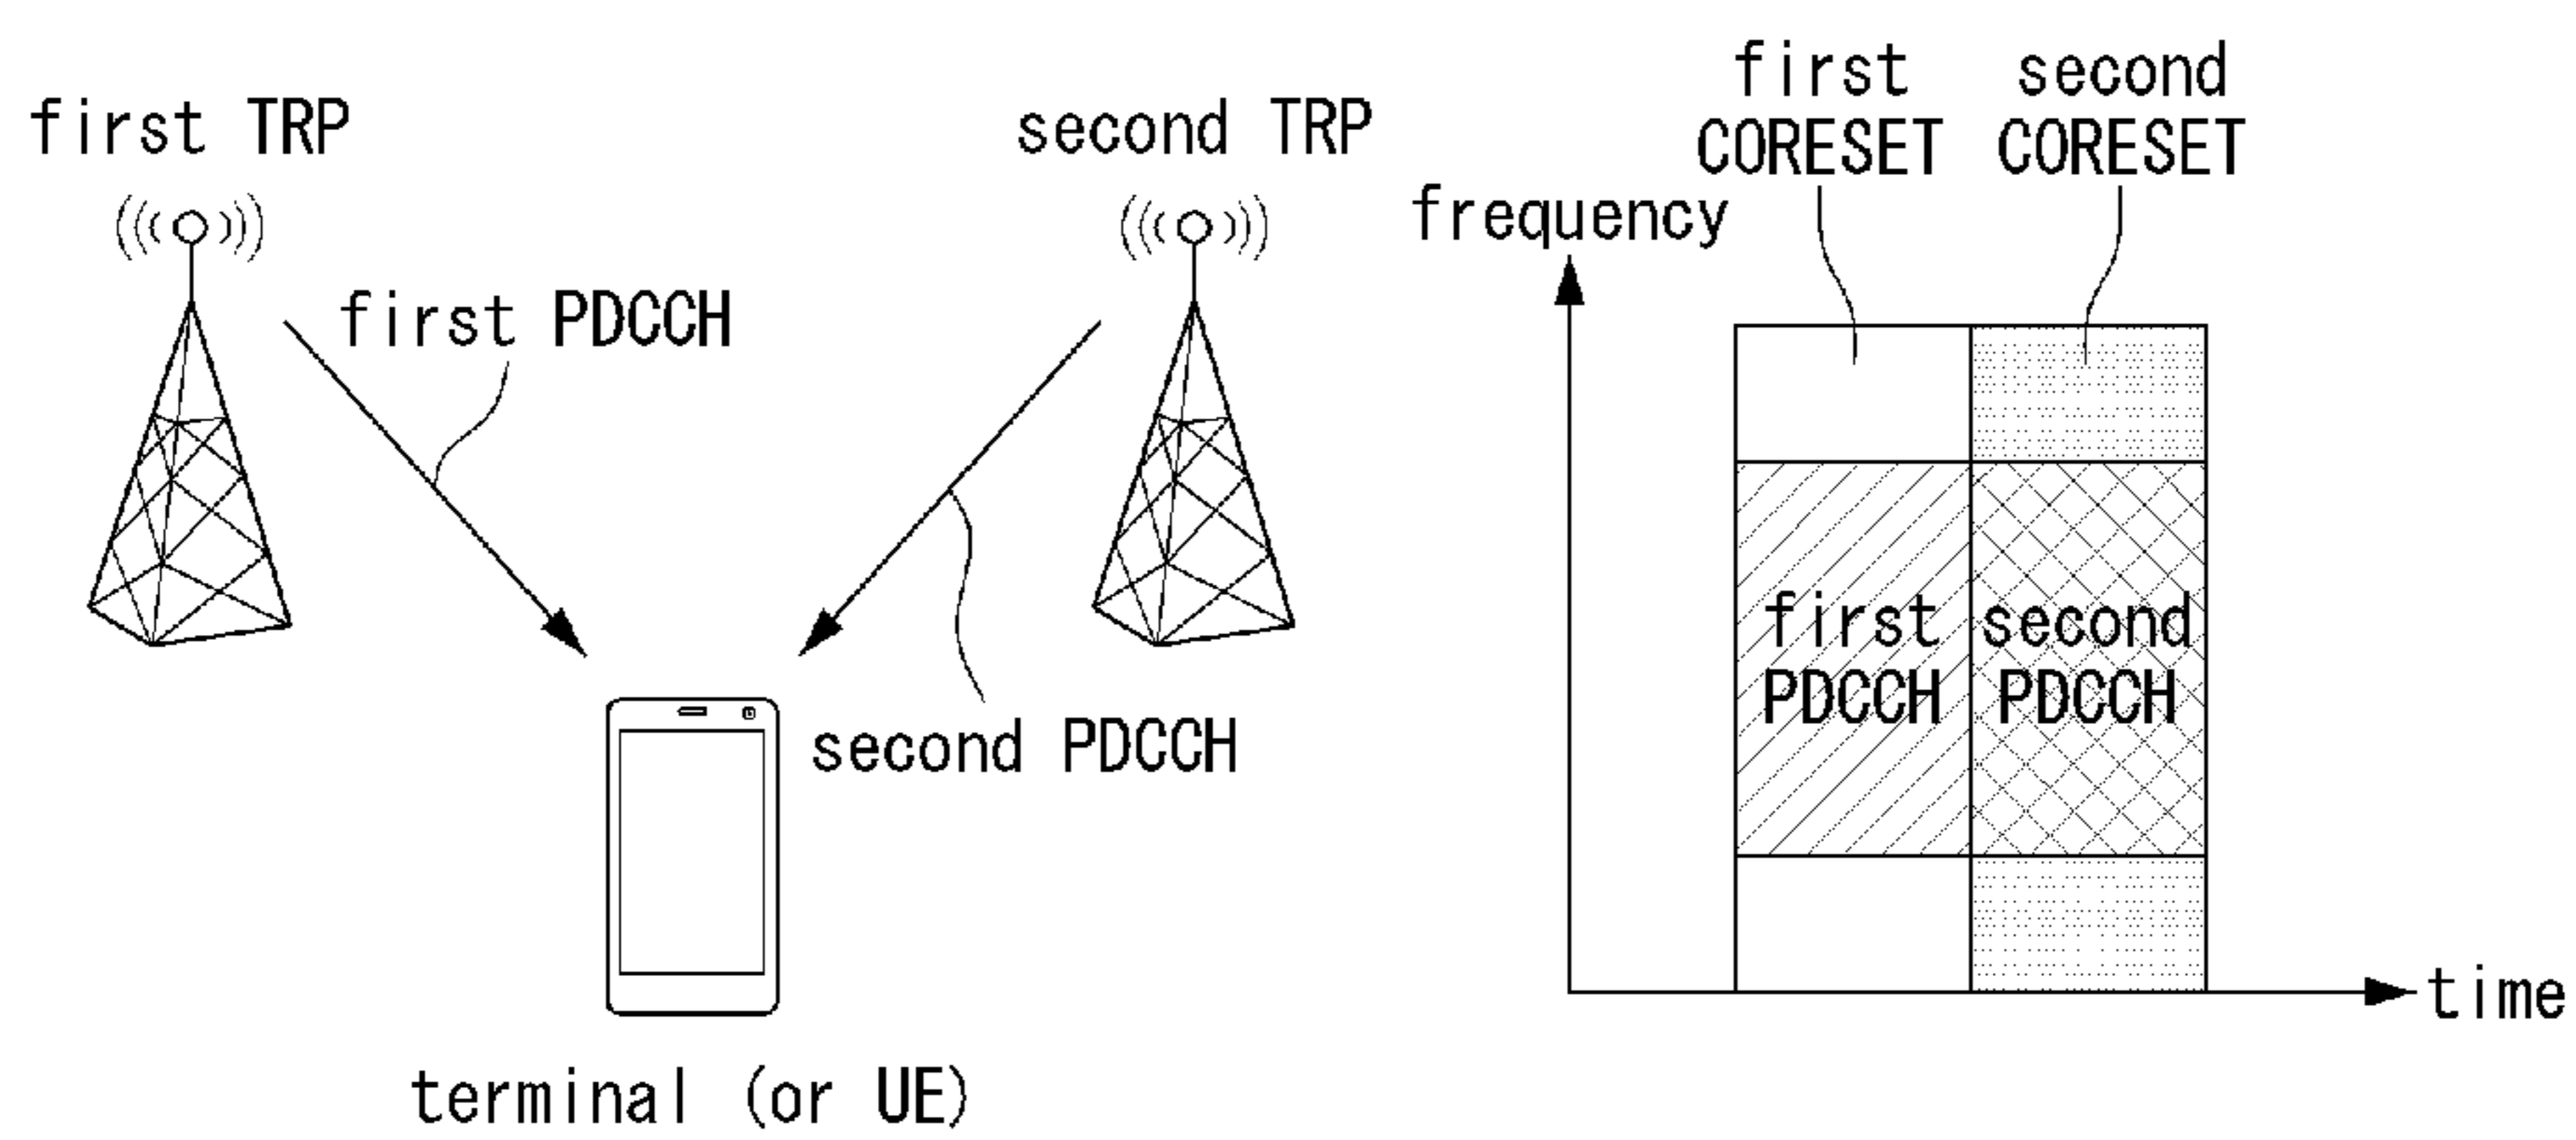 first TRP
second TRP
first PDCCH
second PDCCH
terminal (or UE)
first
CORESET
second
CORESET
frequency
first
PDCCH
second
PDCCH
time